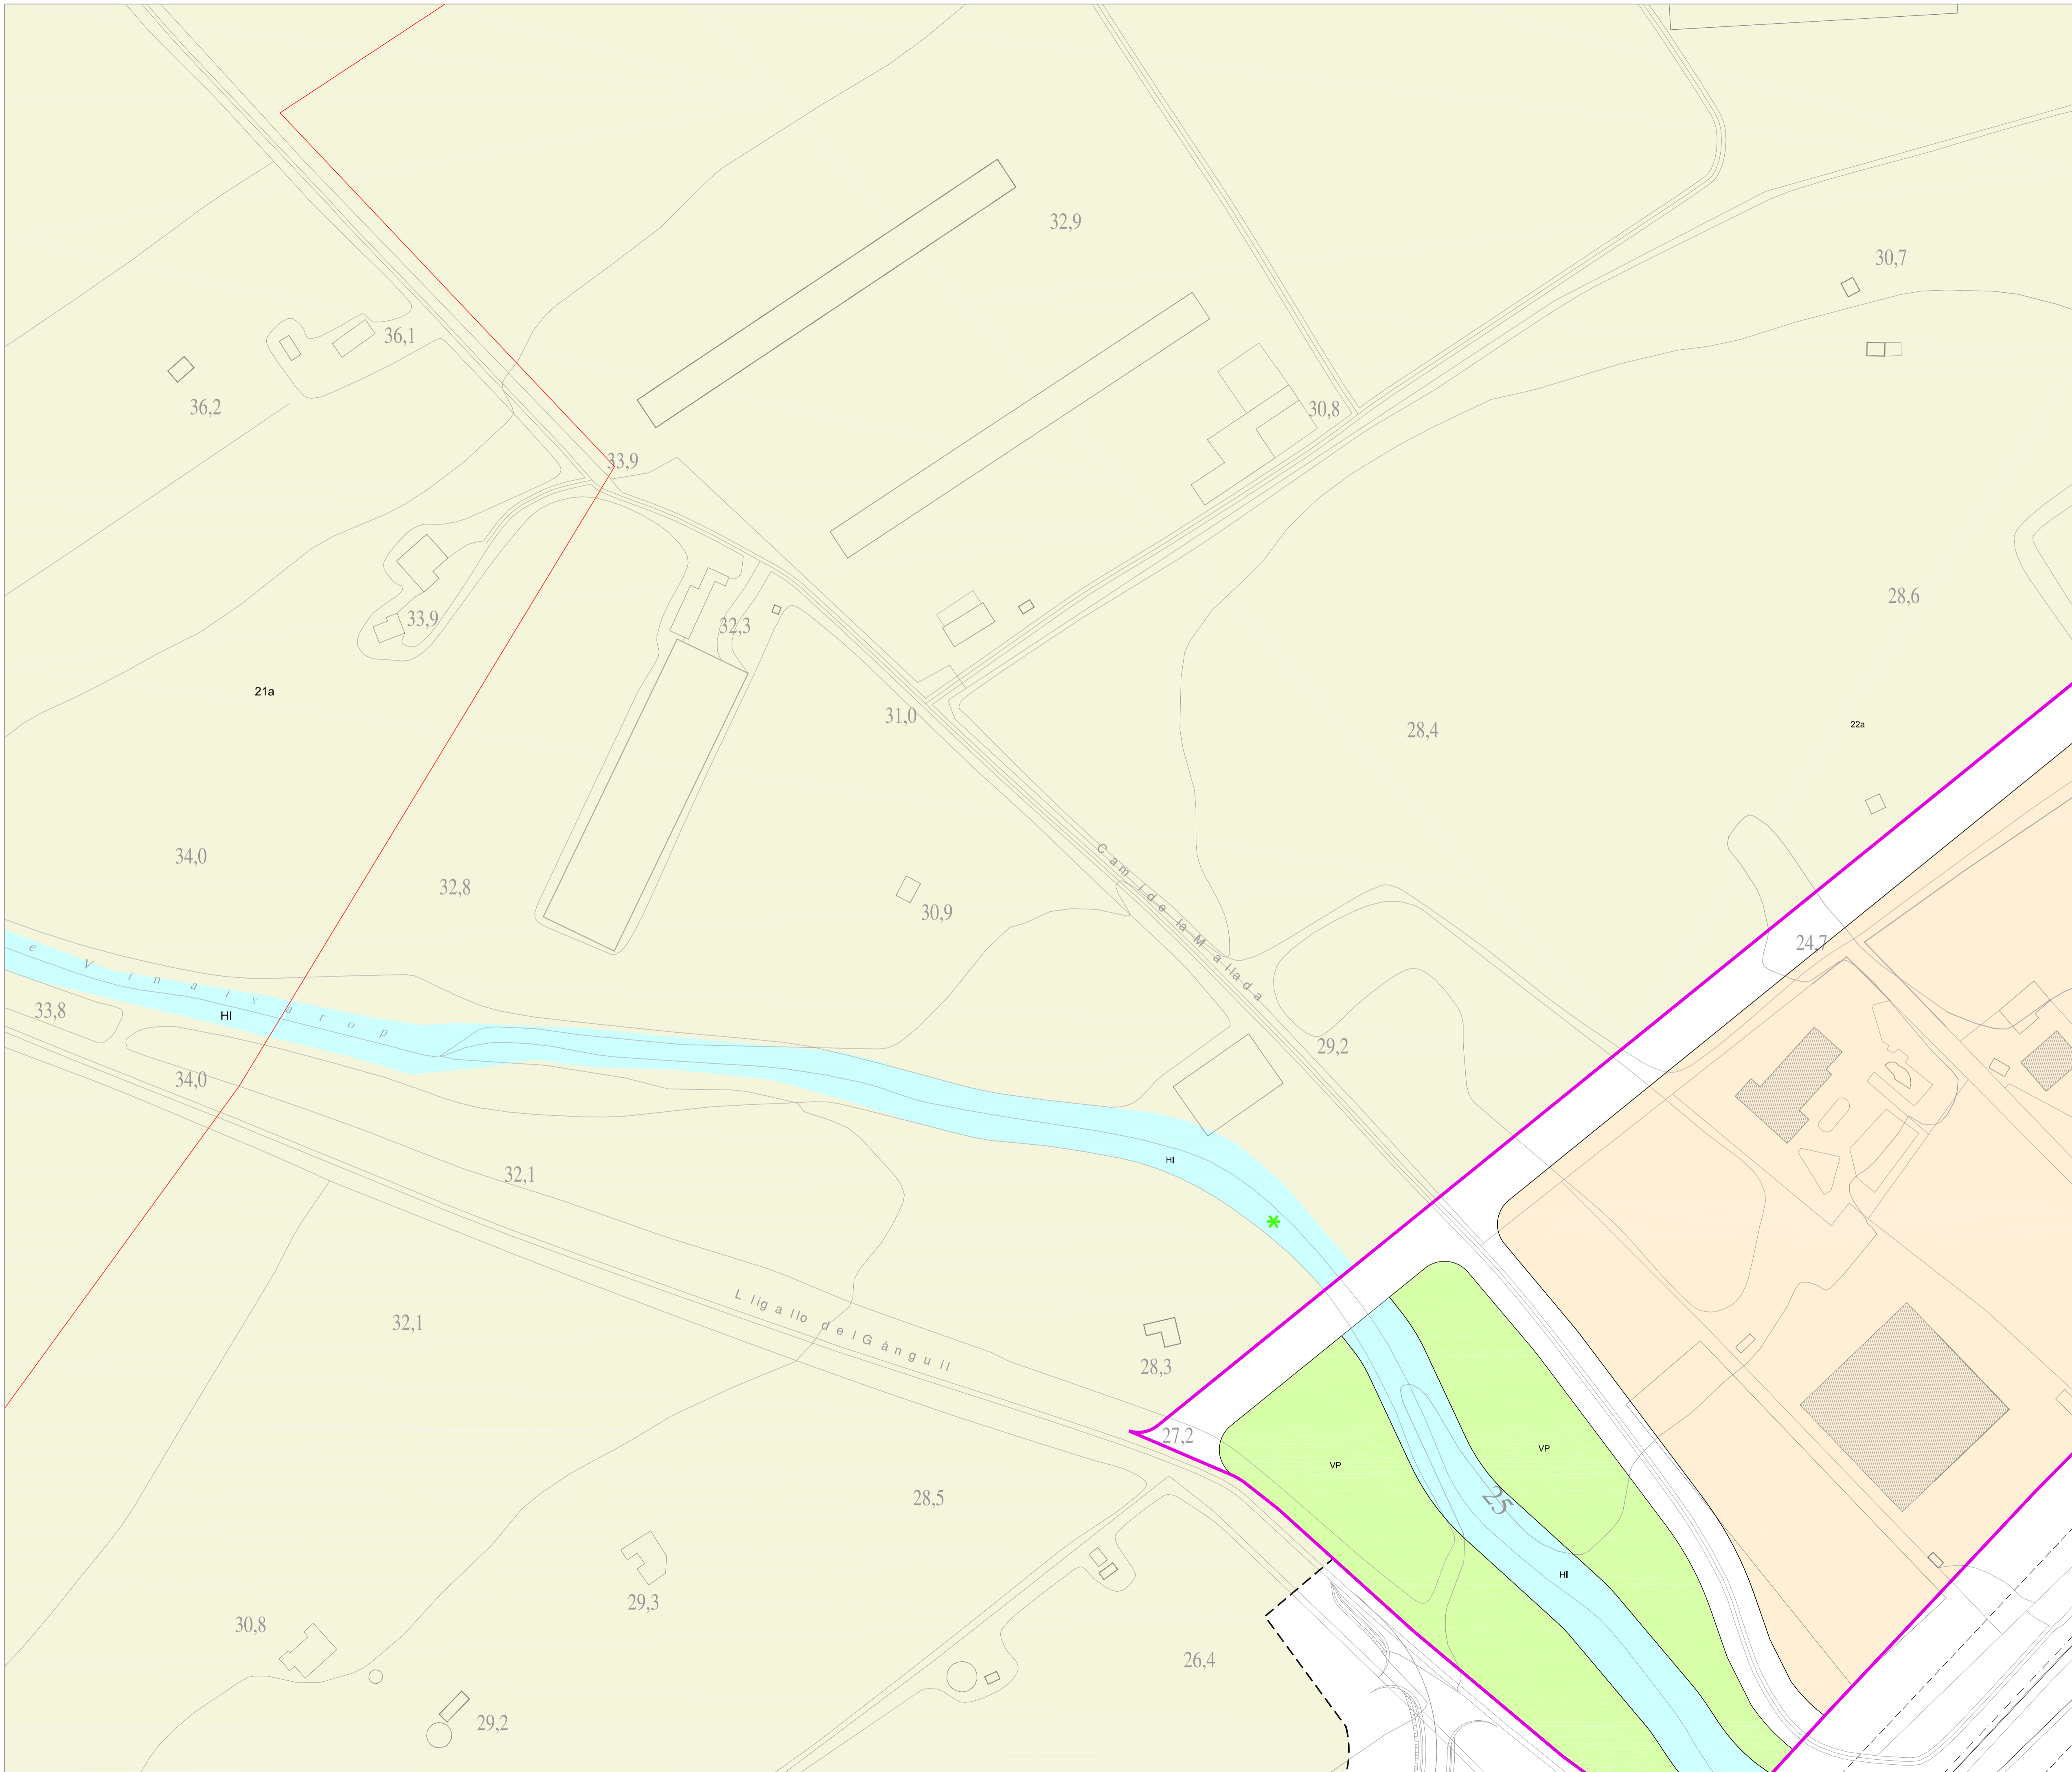 32,9
30,7
36,1
36,2
30,8
33,9
28,6
33,9
32,3
21a
31,0
28,4
22a
Camí de la Mallada
34,0
32,8
30,9
24,7
e Vinaixarop
33,8
HI
29,2
34,0
32,1
HI
Lligallo del Gànguil
32,1
28,3
27,2
VP
VP
28,5
25
HI
29,3
30,8
26,4
29,2